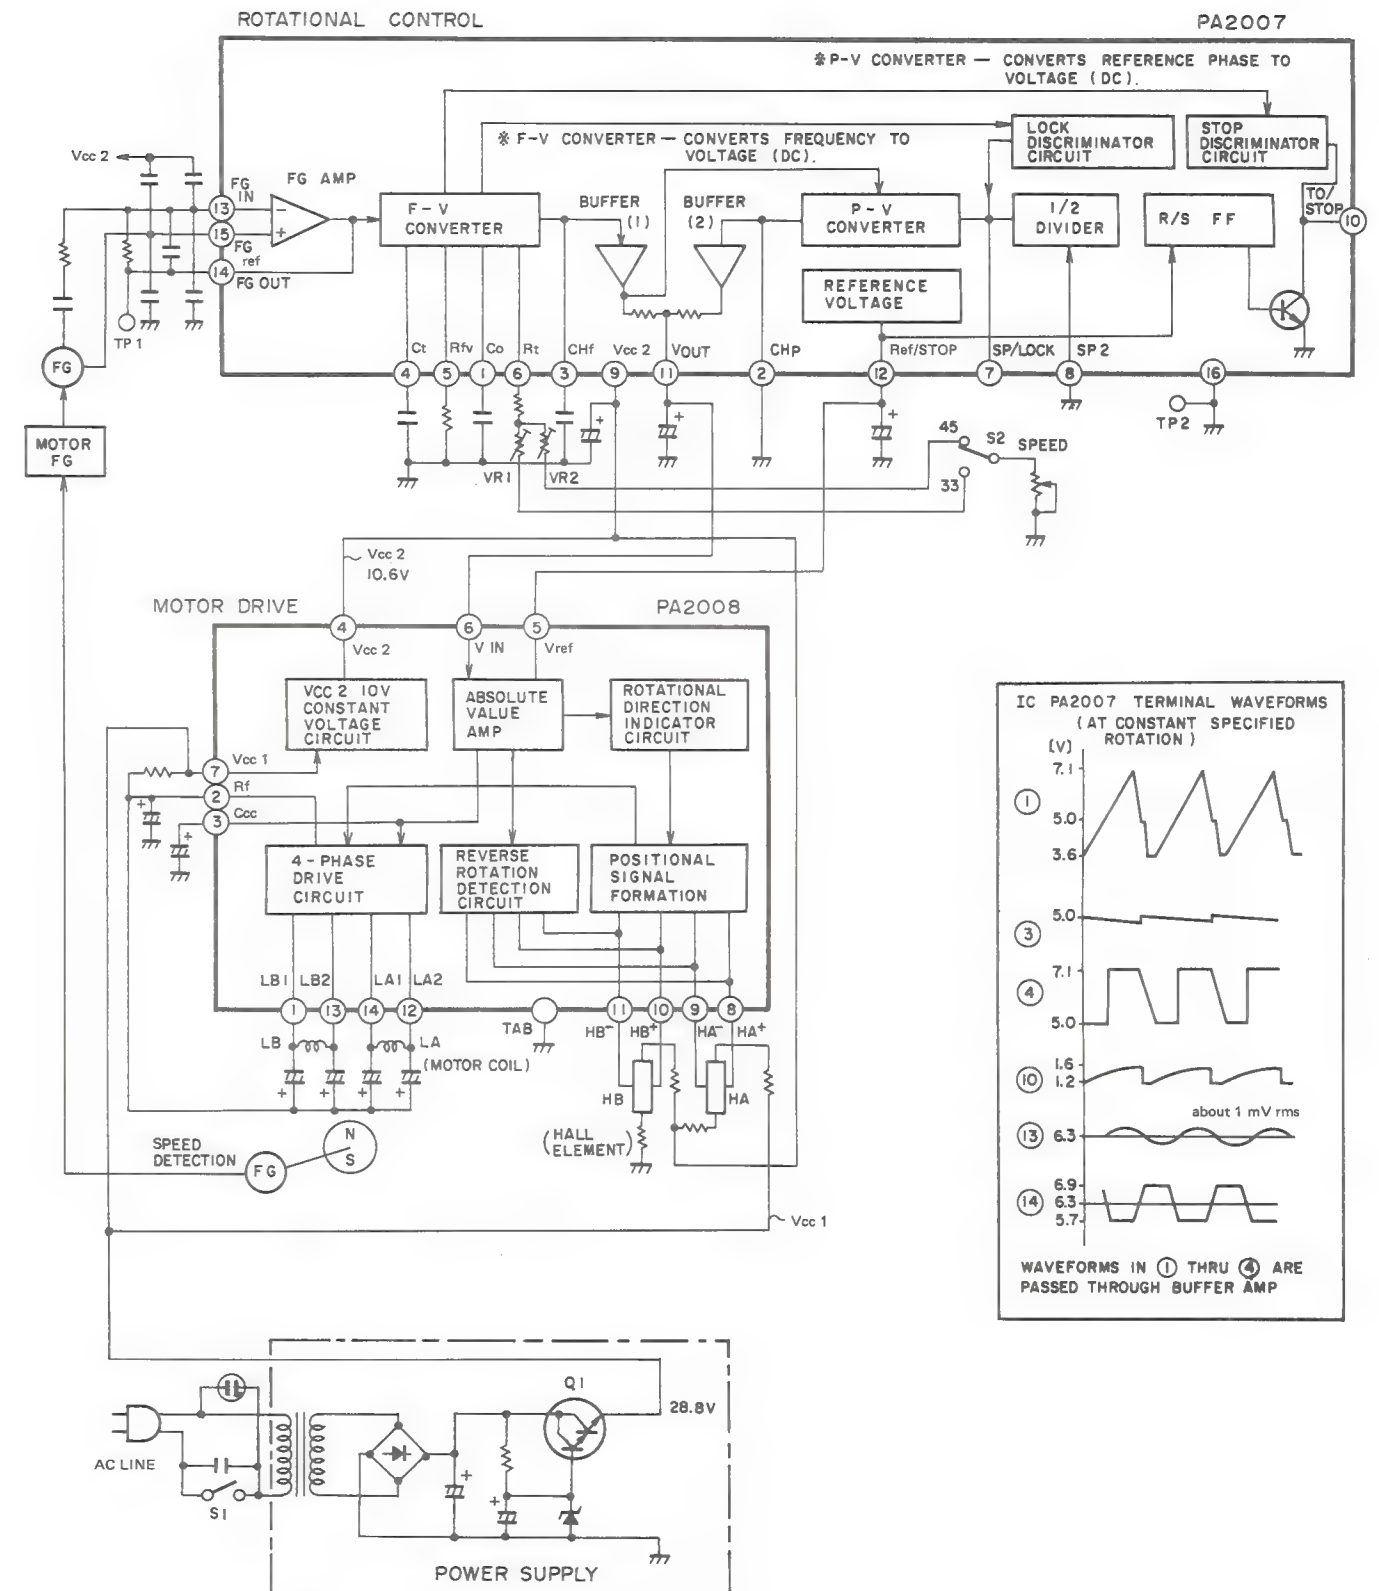 ROTATIONAL CONTROL
PA2007
※P-V CONVERTER — CONVERTS REFERENCE PHASE TO
VOLTAGE (DC).
※ F-V CONVERTER — CONVERTS FREQUENCY TO
VOLTAGE (DC).
LOCK
DISCRIMINATOR
CIRCUIT
STOP
DISCRIMINATOR
CIRCUIT
Vcc 2
FG
IN
FG AMP
13
15
FG
ref
14
FG OUT
F-V
CONVERTER
BUFFER
(1)
BUFFER
(2)
P-V
CONVERTER
1/2
DIVIDER
R/S FF
TO/
STOP
10
REFERENCE
VOLTAGE
TP 1
FG
Ct
Rfv
Co
Rt
CHf
Vcc 2
VOUT
CHP
Ref/STOP
SP/LOCK
SP 2
4
5
1
6
3
9
11
2
12
7
8
16
TP2
MOTOR
FG
VR1
VR2
45
S2
SPEED
33
Vcc 2
10.6V
MOTOR DRIVE
PA2008
4
6
5
Vcc 2
V IN
Vref
VCC 2 10V
CONSTANT
VOLTAGE
CIRCUIT
ABSOLUTE
VALUE
AMP
ROTATIONAL
DIRECTION
INDICATOR
CIRCUIT
7
Vcc 1
2
Rf
3
Ccc
4-PHASE
DRIVE
CIRCUIT
REVERSE
ROTATION
DETECTION
CIRCUIT
POSITIONAL
SIGNAL
FORMATION
LB1
LB2
LA1
LA2
1
13
14
12
TAB
11
10
9
8
HB−
HB+
HA−
HA+
LB
LA
(MOTOR COIL)
HB
HA
(HALL
ELEMENT)
SPEED
DETECTION
FG
N
S
Vcc 1
IC PA2007 TERMINAL WAVEFORMS
(AT CONSTANT SPECIFIED
ROTATION)
[V]
7.1
1
5.0
3.6
5.0
3
7.1
4
5.0
1.6
10
1.2
about 1 mV rms
13
6.3
6.9
14
6.3
5.7
WAVEFORMS IN ① THRU ④ ARE
PASSED THROUGH BUFFER AMP
Q1
28.8V
AC LINE
S1
POWER SUPPLY